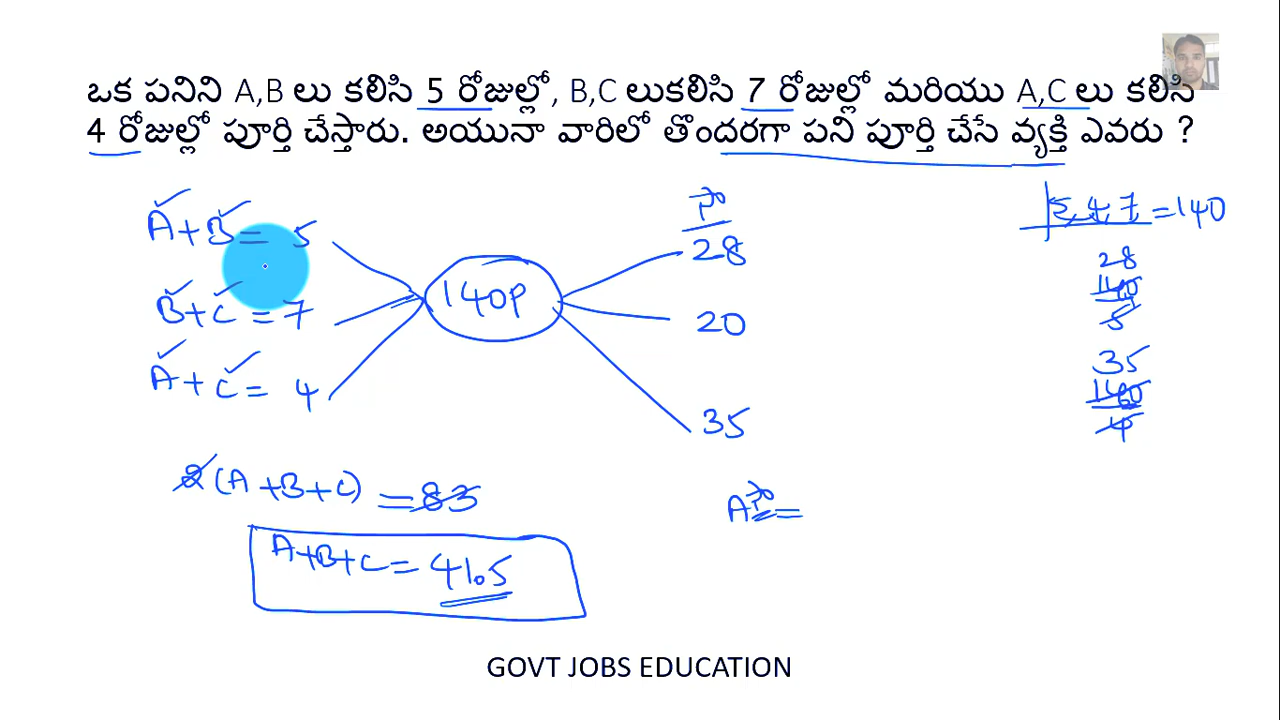 ఒక పనిని A,B లు కలిసి 5 రోజుల్లో, B,C లుకలిసి 7 రోజుల్లో మరియు A,C లు కలిసి
4 రోజుల్లో పూర్తి చేస్తారు. అయునా వారిలో తొందరగా పని పూర్తి చేసే వ్యక్తి ఎవరు ?
A+B = 5
B+C = 7
A+C = 4
140P
28
20
35
5, 4, 7 = 140
28
140
5
35
140
4
2(A+B+C) = 83
A+B+C = 41.5
GOVT JOBS EDUCATION